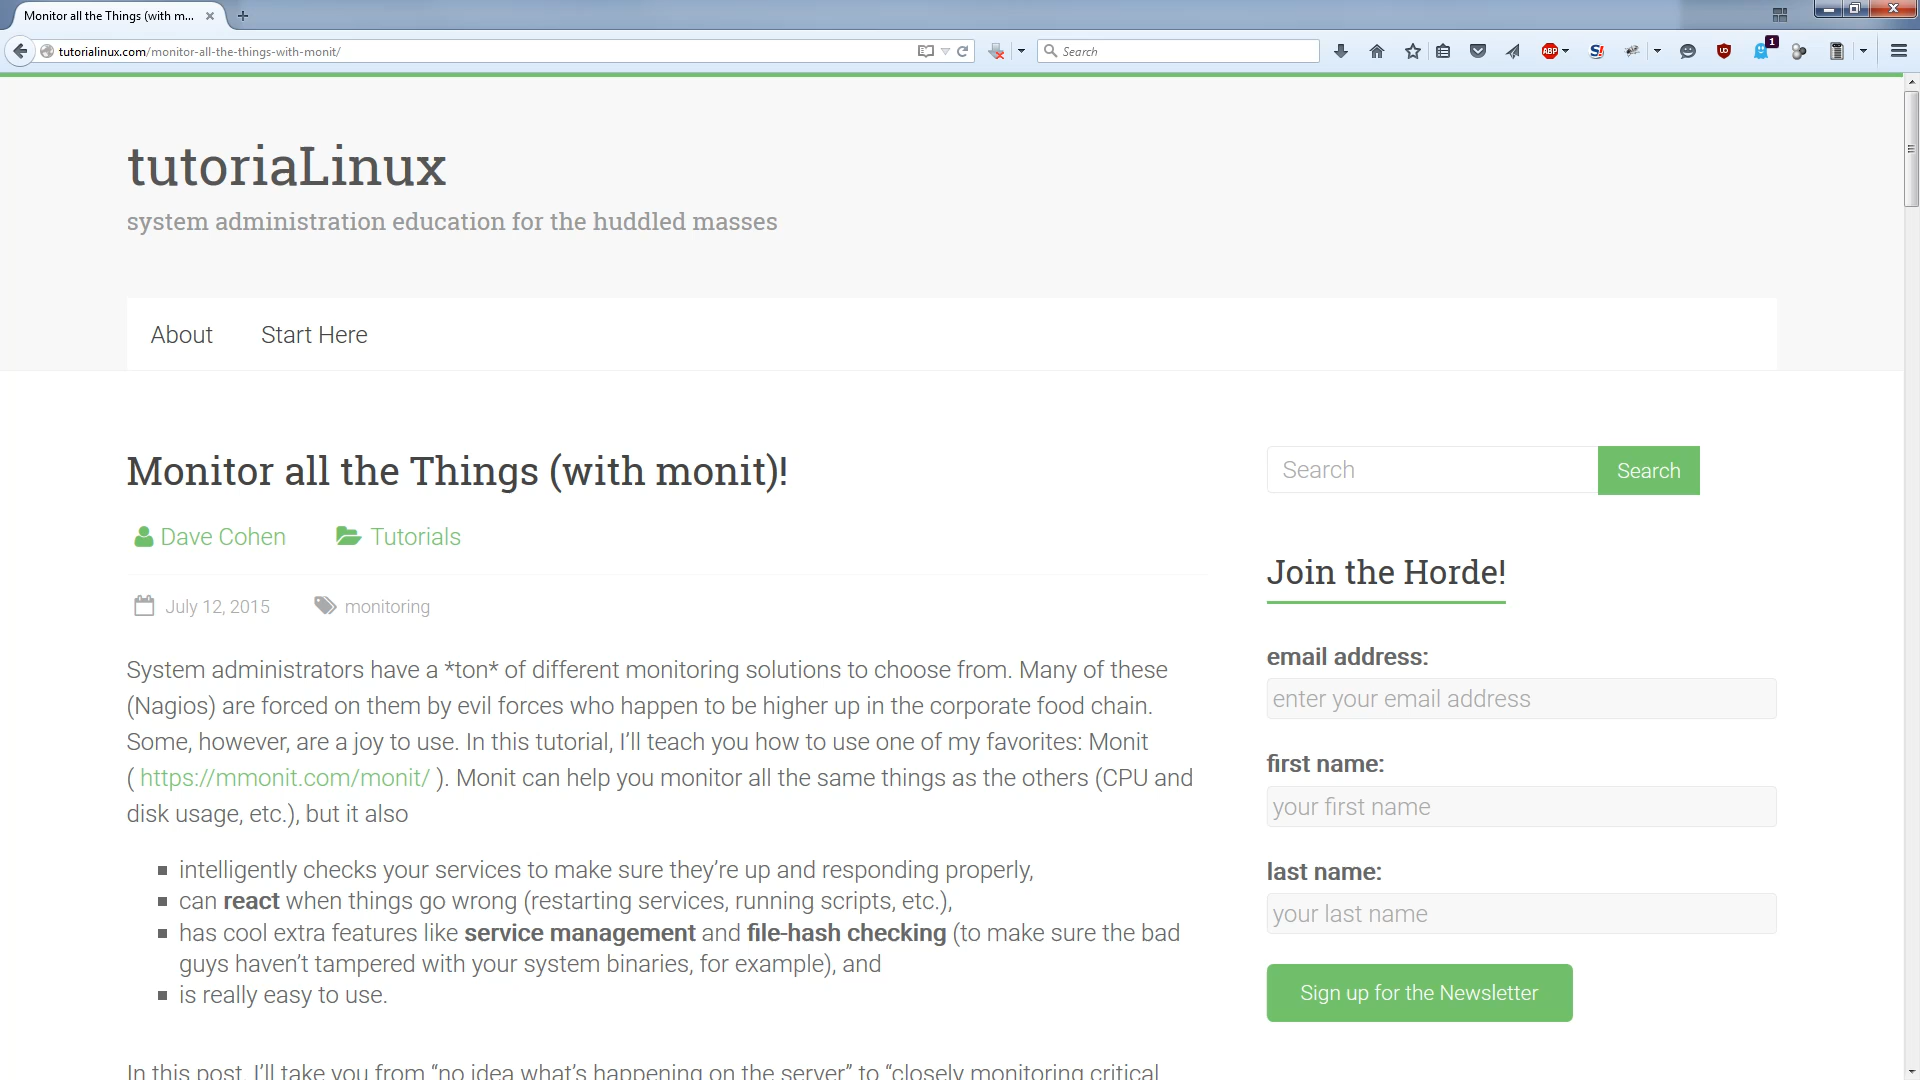 Monitor all the Things (with m...
tutorialinux.com/monitor-all-the-things-with-monit/
Search
ABP
S!
1
tutoriaLinux
system administration education for the huddled masses
About
Start Here
Monitor all the Things (with monit)!
Dave Cohen
Tutorials
July 12, 2015
monitoring
System administrators have a *ton* of different monitoring solutions to choose from. Many of these
(Nagios) are forced on them by evil forces who happen to be higher up in the corporate food chain.
Some, however, are a joy to use. In this tutorial, I’ll teach you how to use one of my favorites: Monit
( https://mmonit.com/monit/ ). Monit can help you monitor all the same things as the others (CPU and
disk usage, etc.), but it also
intelligently checks your services to make sure they’re up and responding properly,
can react when things go wrong (restarting services, running scripts, etc.),
has cool extra features like service management and file-hash checking (to make sure the bad
guys haven’t tampered with your system binaries, for example), and
is really easy to use.
In this post, I’ll take you from “no idea what’s happening on the server” to “closely monitoring critical
Search
Search
Join the Horde!
email address:
enter your email address
first name:
your first name
last name:
your last name
Sign up for the Newsletter